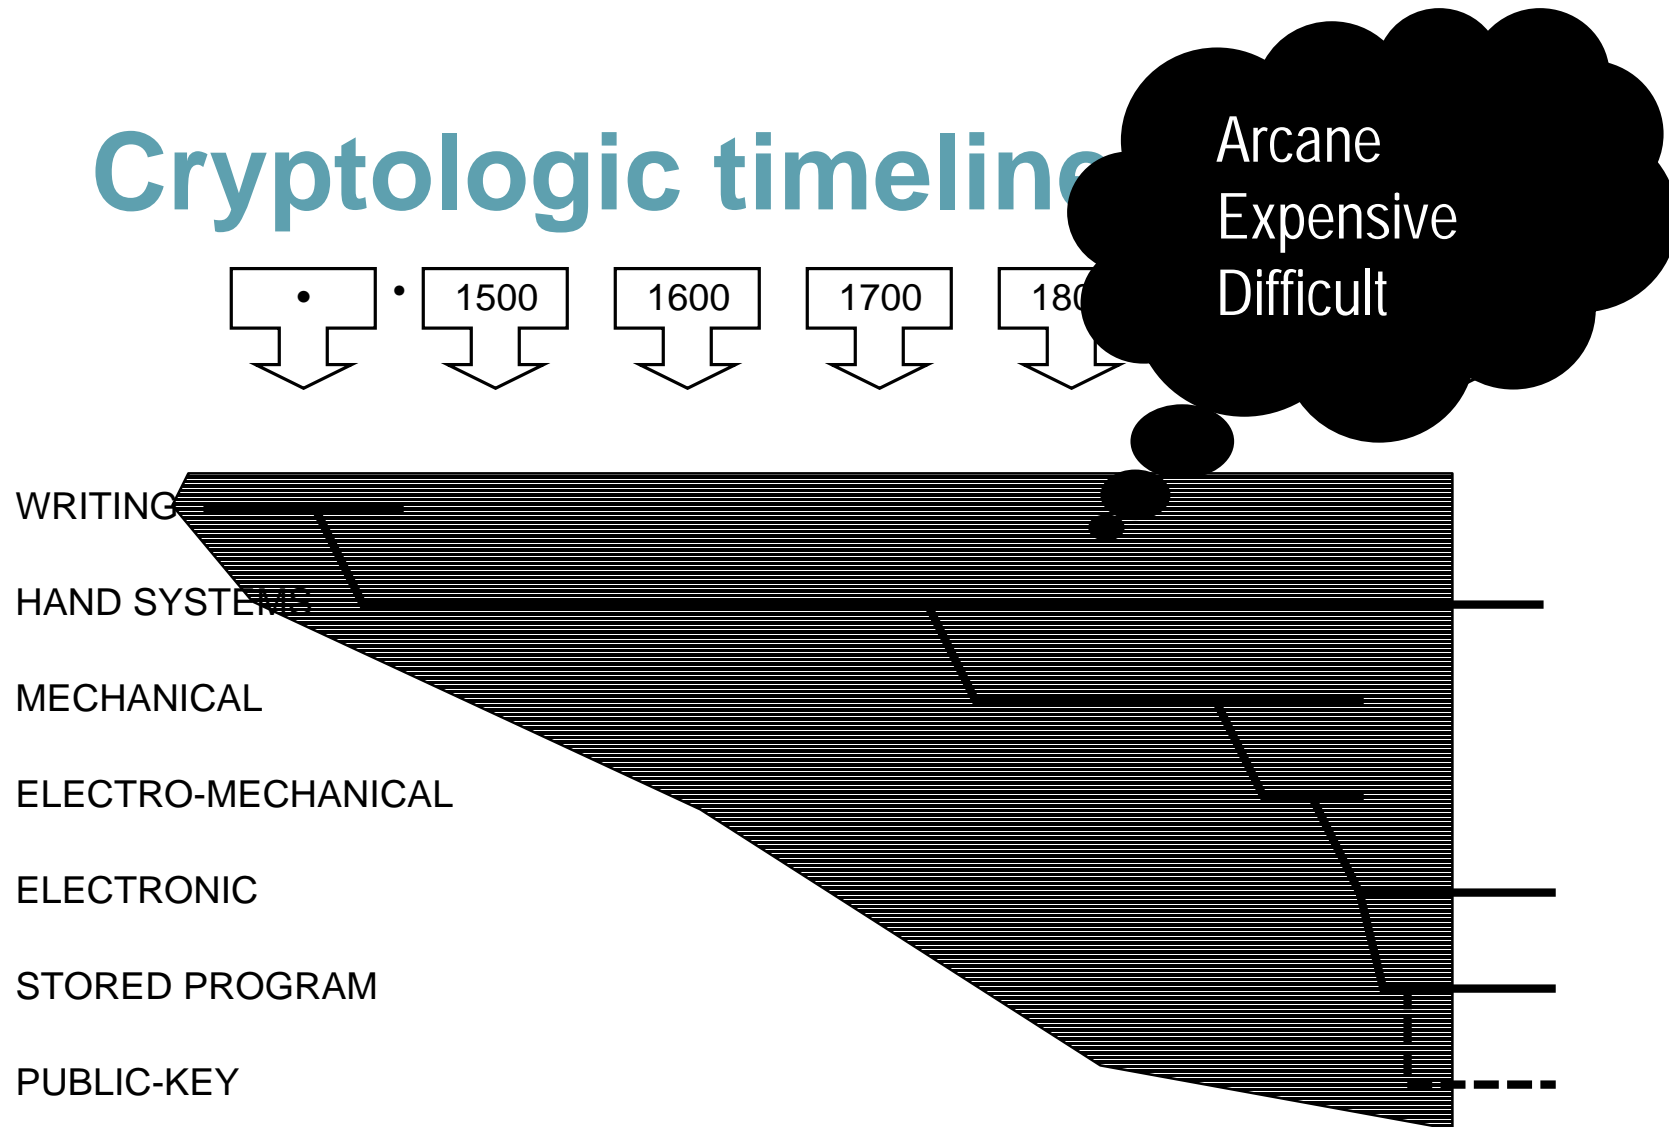 Cryptologic timeline
Arcane
Expensive
Difficult
• • 1500 1600 1700 180
WRITING
HAND SYSTEMS
MECHANICAL
ELECTRO-MECHANICAL
ELECTRONIC
STORED PROGRAM
PUBLIC-KEY